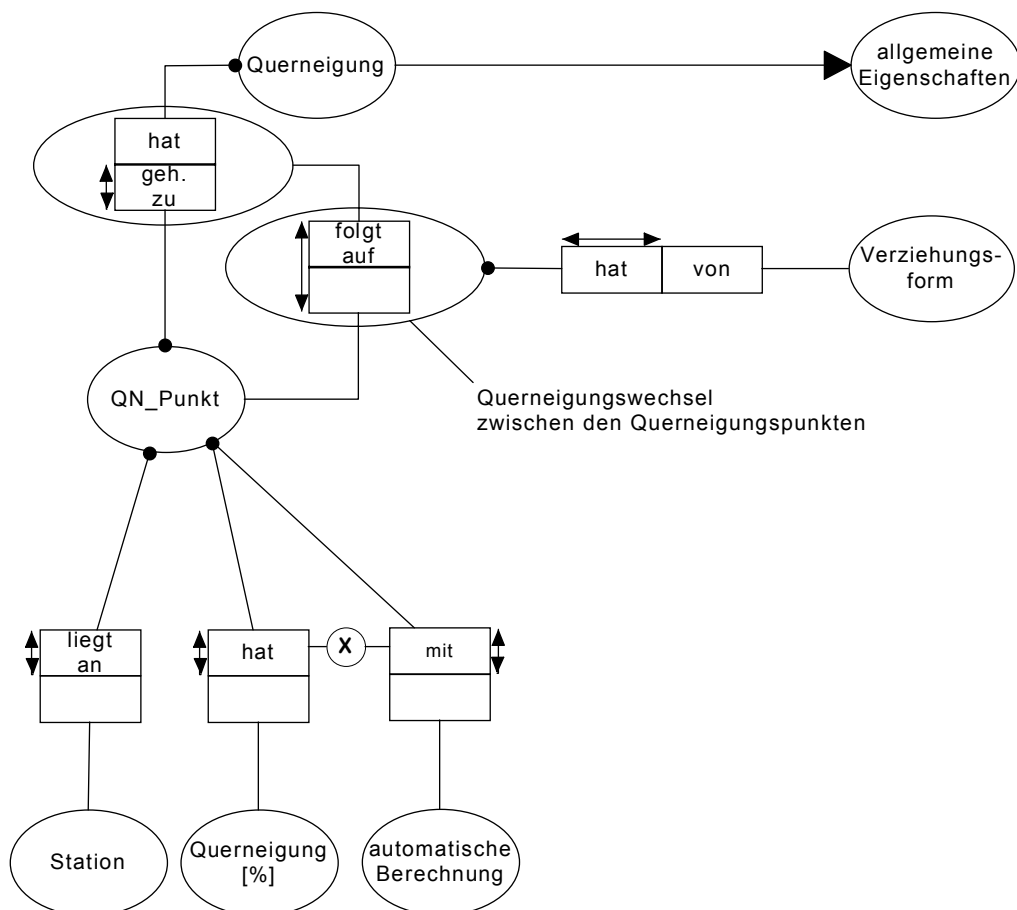 Querneigung
allgemeine
Eigenschaften
hat
geh.
zu
folgt
auf
hat
von
Verziehungs-
form
QN_Punkt
Querneigungswechsel
zwischen den Querneigungspunkten
liegt
an
hat
X
mit
Station
Querneigung
[%]
automatische
Berechnung